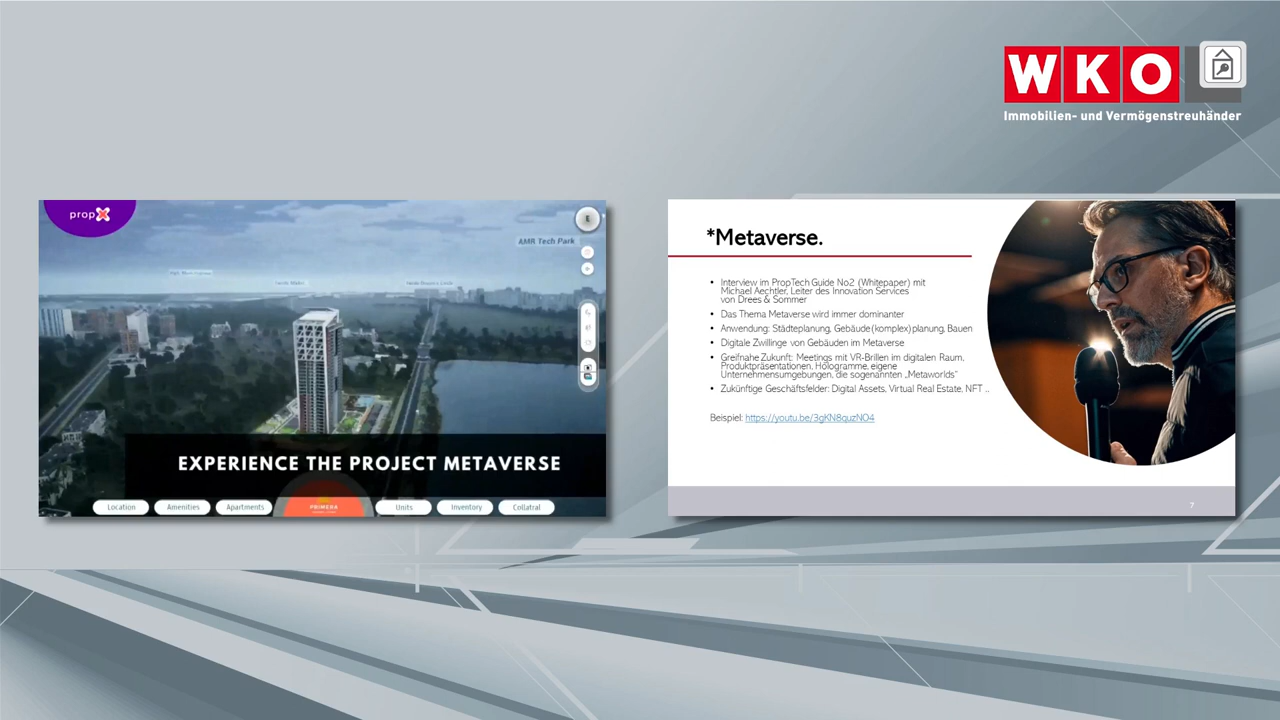 WKO
Immobilien- und Vermögenstreuhänder
propX
E
AMR Tech Park
EXPERIENCE THE PROJECT METAVERSE
Location
Amenities
Apartments
PRIMERA
Units
Inventory
Collatral
*Metaverse.
• Interview im PropTech Guide No2 (Whitepaper) mit
Michael Aechtler, Leiter des Innovation Services
von Drees & Sommer
• Das Thema Metaverse wird immer dominanter
• Anwendung: Städteplanung, Gebäude(komplex)planung, Bauen
• Digitale Zwillinge von Gebäuden im Metaverse
• Greifnahe Zukunft: Meetings mit VR-Brillen im digitalen Raum,
Produktpräsentationen, Hologramme, eigene
Unternehmensumgebungen, die sogenannten „Metaworlds"
• Zukünftige Geschäftsfelder: Digital Assets, Virtual Real Estate, NFT ..
Beispiel: https://youtu.be/3gKN8quzNO4
7